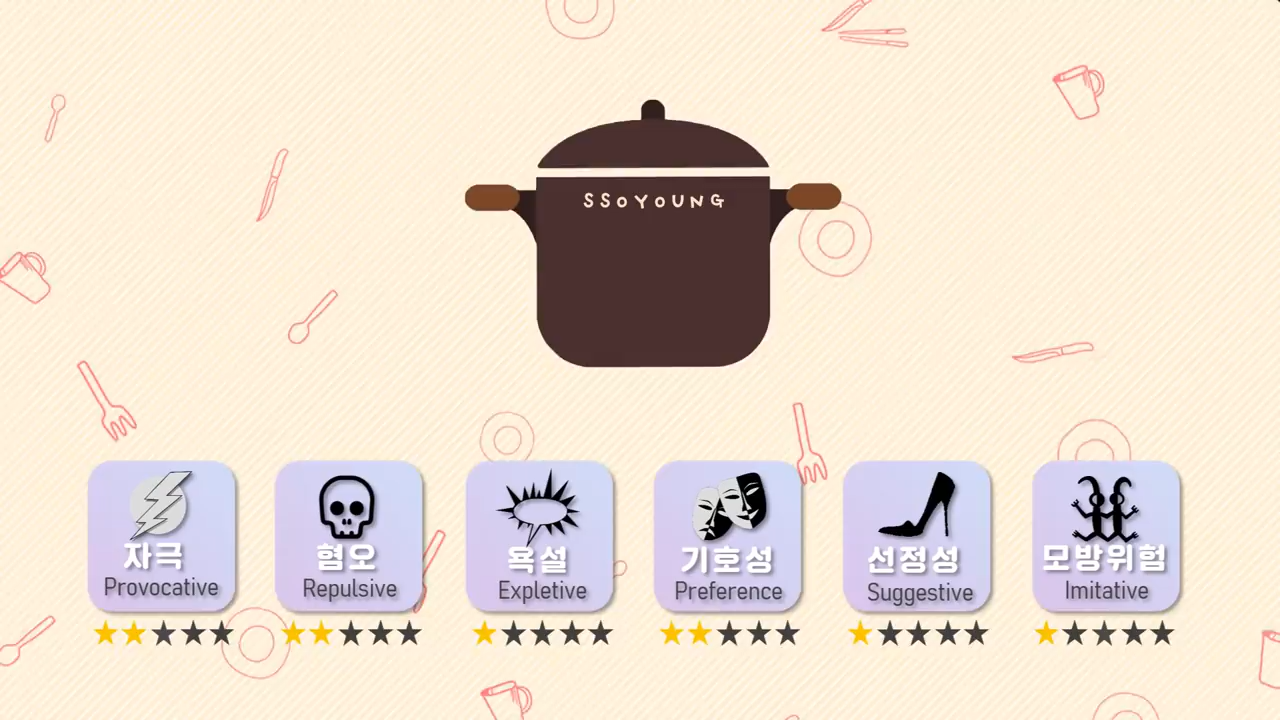 SSOYOUNG
자극
Provocative
혐오
Repulsive
욕설
Expletive
기호성
Preference
선정성
Suggestive
모방위험
Imitative